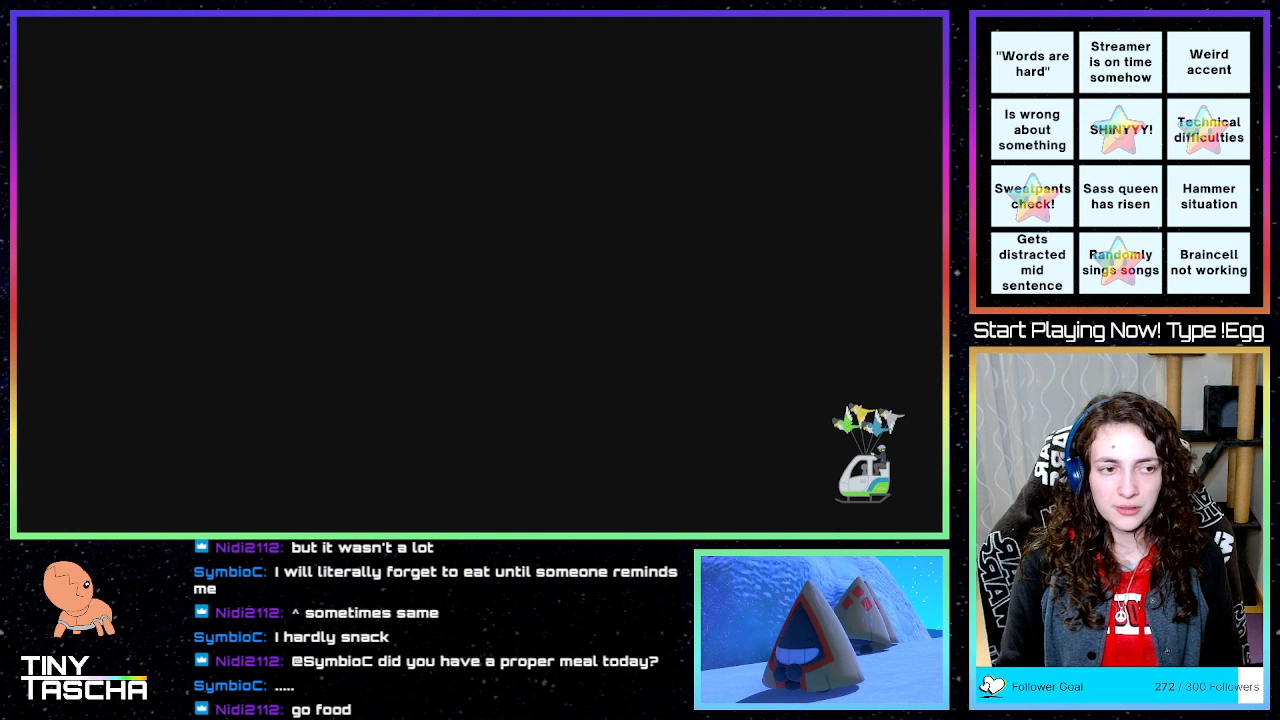 "Words are
hard"
Streamer
is on time
somehow
Weird
accent
Is wrong
about
something
SHINYYY!
Technical
difficulties
Sweatpants
check!
Sass queen
has risen
Hammer
situation
Gets
distracted
mid
sentence
Randomly
sings songs
Braincell
not working
Start Playing Now! Type !Egg
Nidi2112: but it wasn't a lot
SymbioC: I will literally forget to eat until someone reminds
me
Nidi2112: ^ sometimes same
SymbioC: I hardly snack
Nidi2112: @SymbioC did you have a proper meal today?
SymbioC: .....
Nidi2112: go food
TINY
TASCHA
Follower Goal
272 / 300 Followers